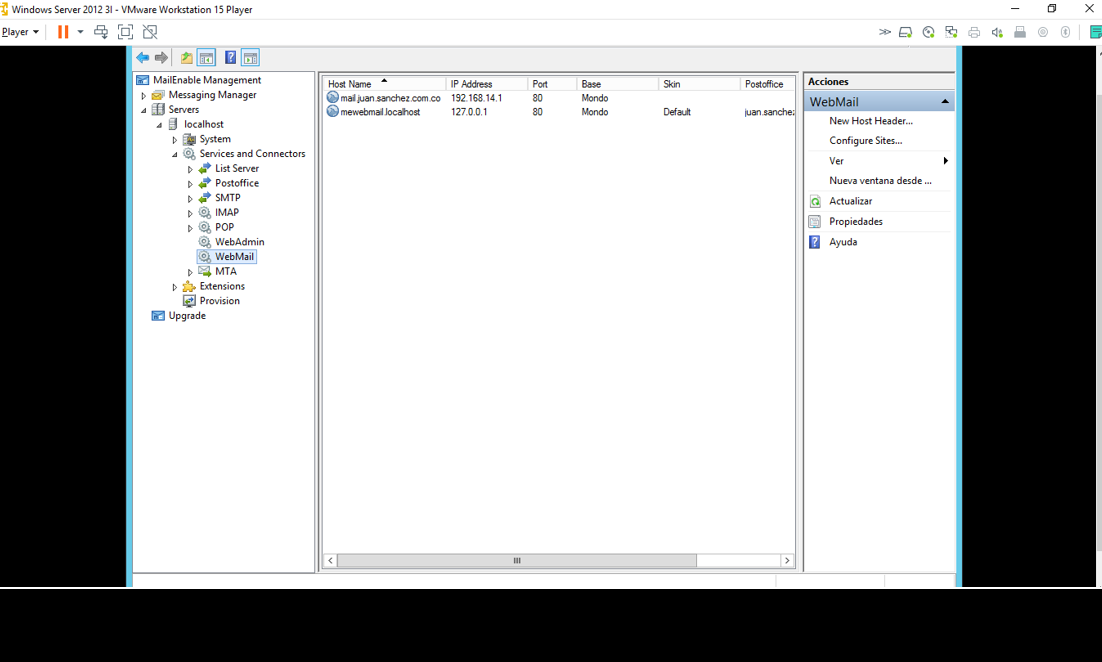 Windows Server 2012 3I - VMware Workstation 15 Player
Player
MailEnable Management
Messaging Manager
Servers
localhost
System
Services and Connectors
List Server
Postoffice
SMTP
IMAP
POP
WebAdmin
WebMail
MTA
Extensions
Provision
Upgrade
Host Name IP Address Port Base Skin Postoffice
mail.juan.sanchez.com.co 192.168.14.1 80 Mondo
mewebmail.localhost 127.0.0.1 80 Mondo Default juan.sanchez
Acciones
WebMail
New Host Header...
Configure Sites...
Ver
Nueva ventana desde ...
Actualizar
Propiedades
Ayuda